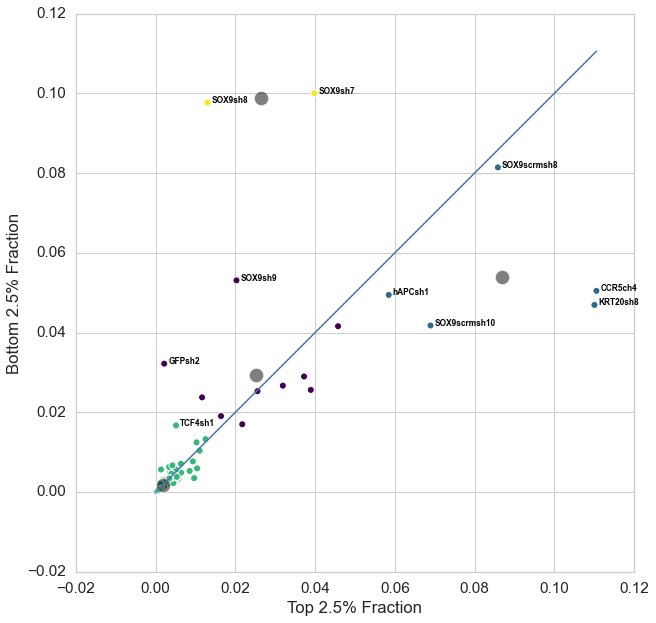 0.12
0.10
SOX9sh8
SOX9sh7
0.08
SOX9scrmsh8
0.06
SOX9sh9
hAPCsh1
CCR5ch4
KRT20sh8
0.04
SOX9scrmsh10
GFPsh2
0.02
TCF4sh1
0.00
−0.02
−0.02 0.00 0.02 0.04 0.06 0.08 0.10 0.12
Top 2.5% Fraction
Bottom 2.5% Fraction